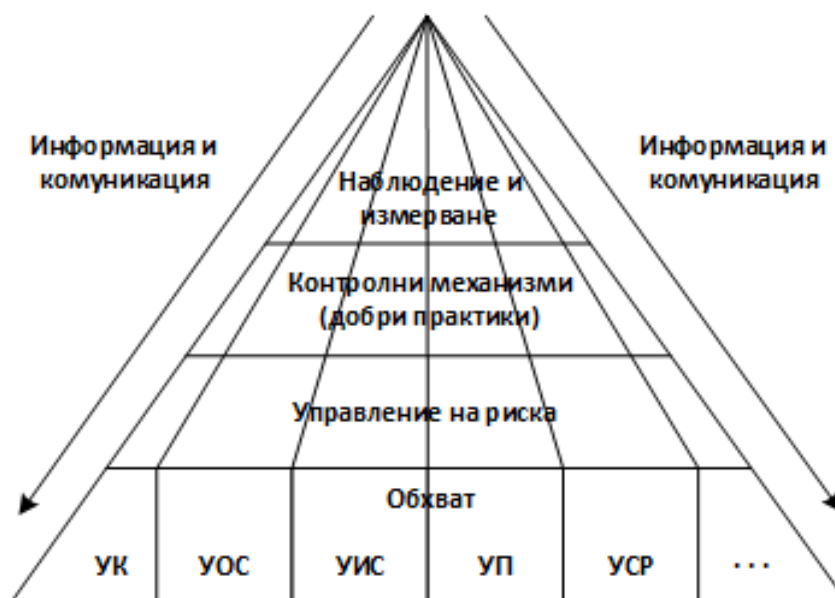 Информация и
комуникация
Информация и
комуникация
Наблюдение и
измерване
Контролни механизми
(добри практики)
Управление на риска
Обхват
УК УОС УИС УП УСР ...